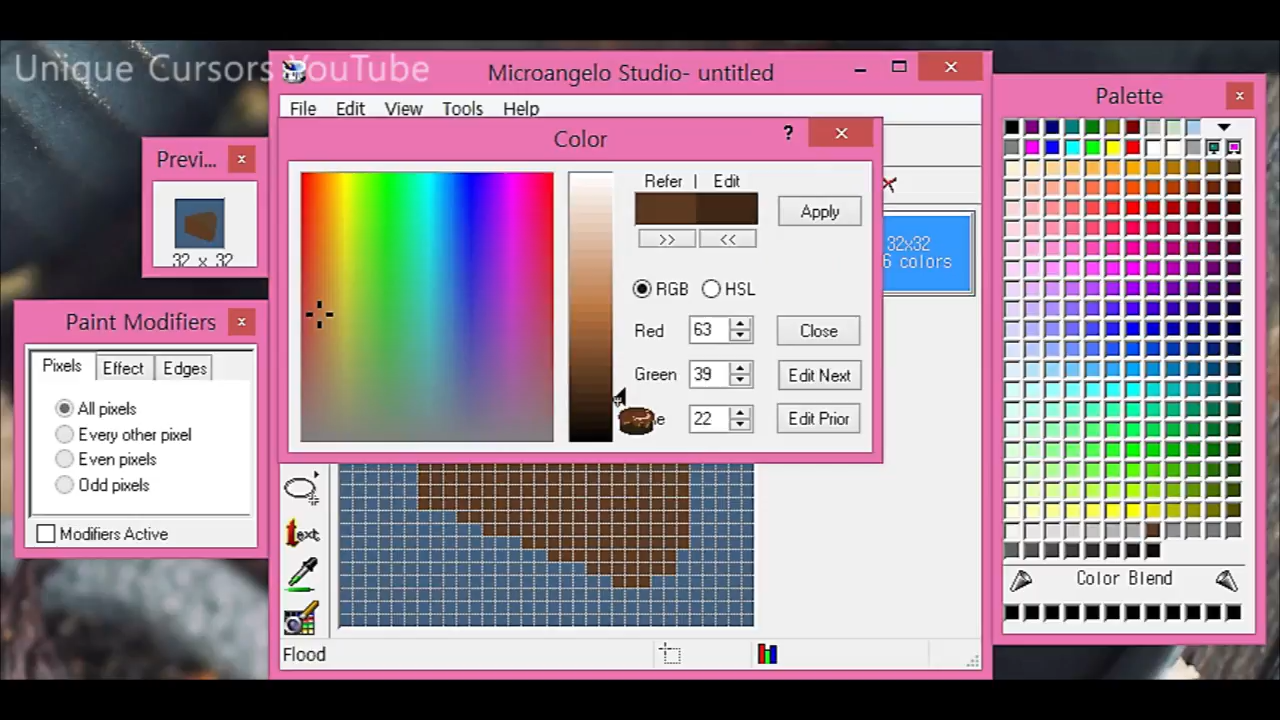 Unique Cursors YouTube
Microangelo Studio- untitled
File Edit View Tools Help
Palette
Previ...
32 x 32
Color
Refer | Edit
>> <<
Apply
RGB HSL
Red 63
Close
Green 39
Edit Next
22
Edit Prior
32x32
6 colors
Paint Modifiers
Pixels Effect Edges
All pixels
Every other pixel
Even pixels
Odd pixels
Modifiers Active
text
Flood
Color Blend